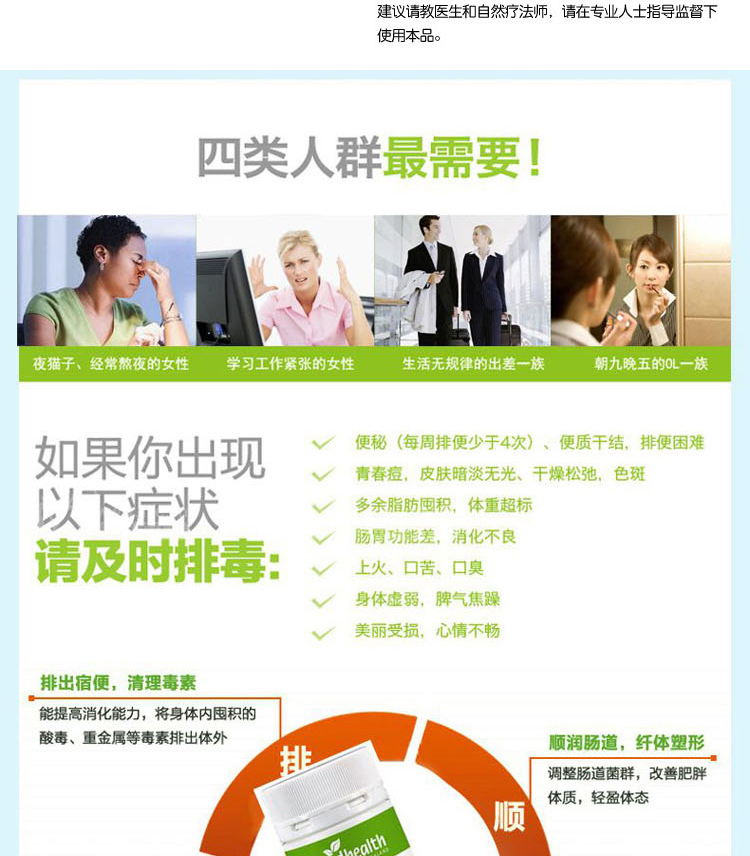 建议请教医生和自然疗法师，请在专业人士指导监督下
使用本品。
四类人群最需要！
夜猫子、经常熬夜的女性
学习工作紧张的女性
生活无规律的出差一族
朝九晚五的OL一族
如果你出现
以下症状
请及时排毒:
便秘（每周排便少于4次）、便质干结，排便困难
青春痘，皮肤暗淡无光、干燥松弛，色斑
多余脂肪囤积，体重超标
肠胃功能差，消化不良
上火、口苦、口臭
身体虚弱，脾气焦躁
美丽受损，心情不畅
排出宿便，清理毒素
能提高消化能力，将身体内囤积的
酸毒、重金属等毒素排出体外
排
顺润肠道，纤体塑形
调整肠道菌群，改善肥胖
体质，轻盈体态
顺